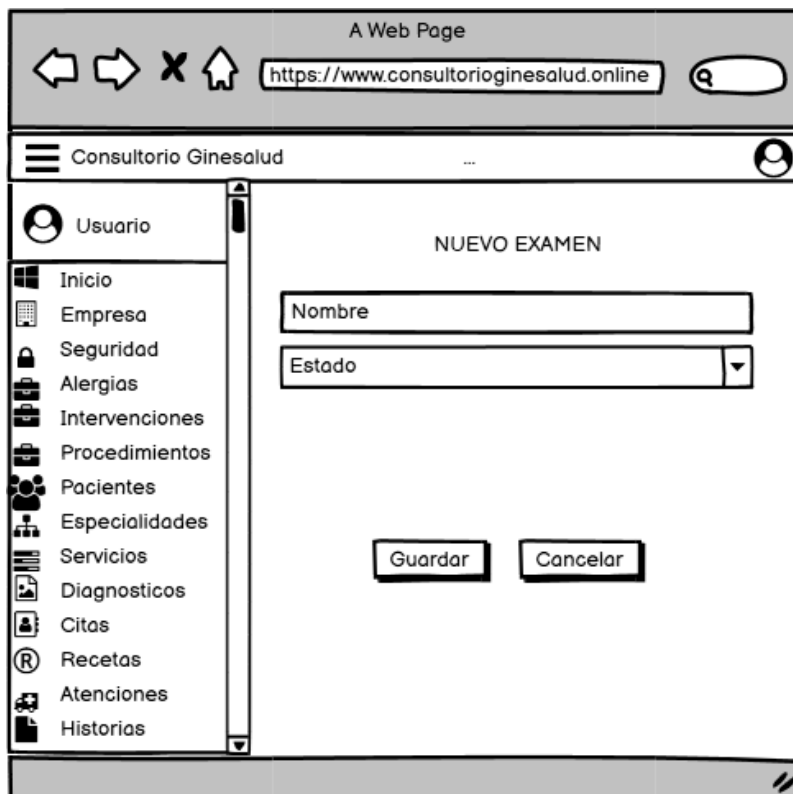 A Web Page
https://www.consultorioginesalud.online
Consultorio Ginesalud ...
Usuario
Inicio
Empresa
Seguridad
Alergias
Intervenciones
Procedimientos
Pacientes
Especialidades
Servicios
Diagnosticos
Citas
Recetas
Atenciones
Historias
NUEVO EXAMEN
Nombre
Estado
Guardar Cancelar